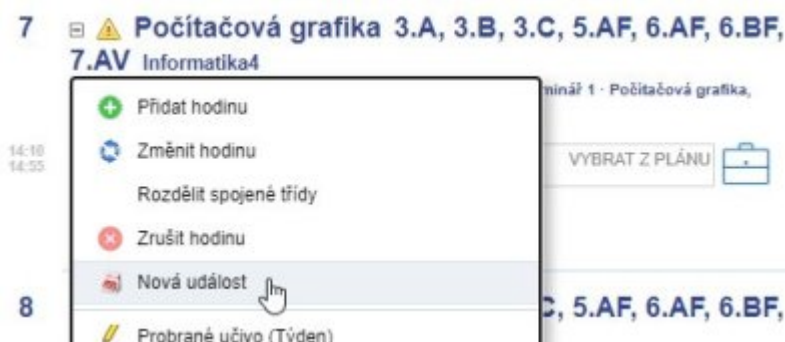 7 Počítačová grafika 3.A, 3.B, 3.C, 5.AF, 6.AF, 6.BF,
7.AV Informatika4
Přidat hodinu
minář 1 · Počítačová grafika,
14:10
14:55
Změnit hodinu
VYBRAT Z PLÁNU
Rozdělit spojené třídy
Zrušit hodinu
Nová událost
8
C, 5.AF, 6.AF, 6.BF,
Probrané učivo (Týden)